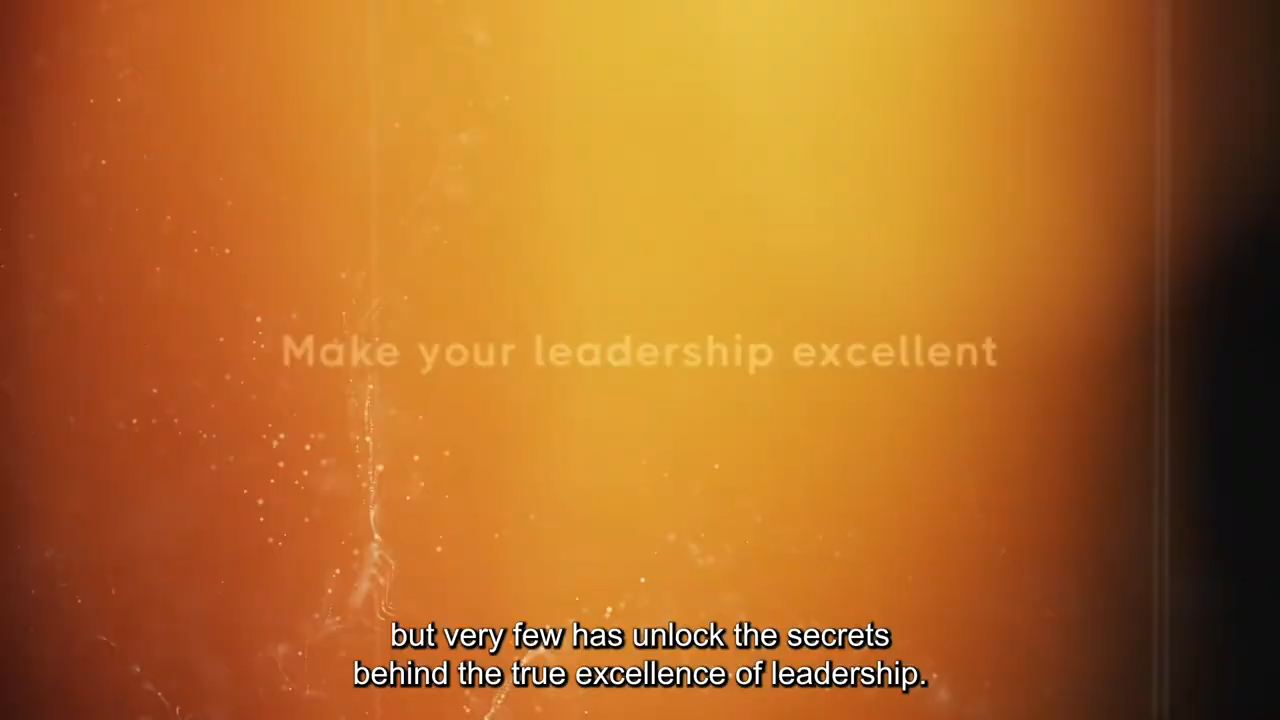 Make your leadership excellent
but very few has unlock the secrets
behind the true excellence of leadership.